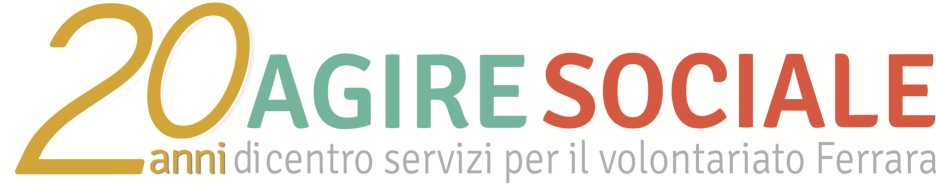 20 AGIRE SOCIALE
anni di centro servizi per il volontariato Ferrara